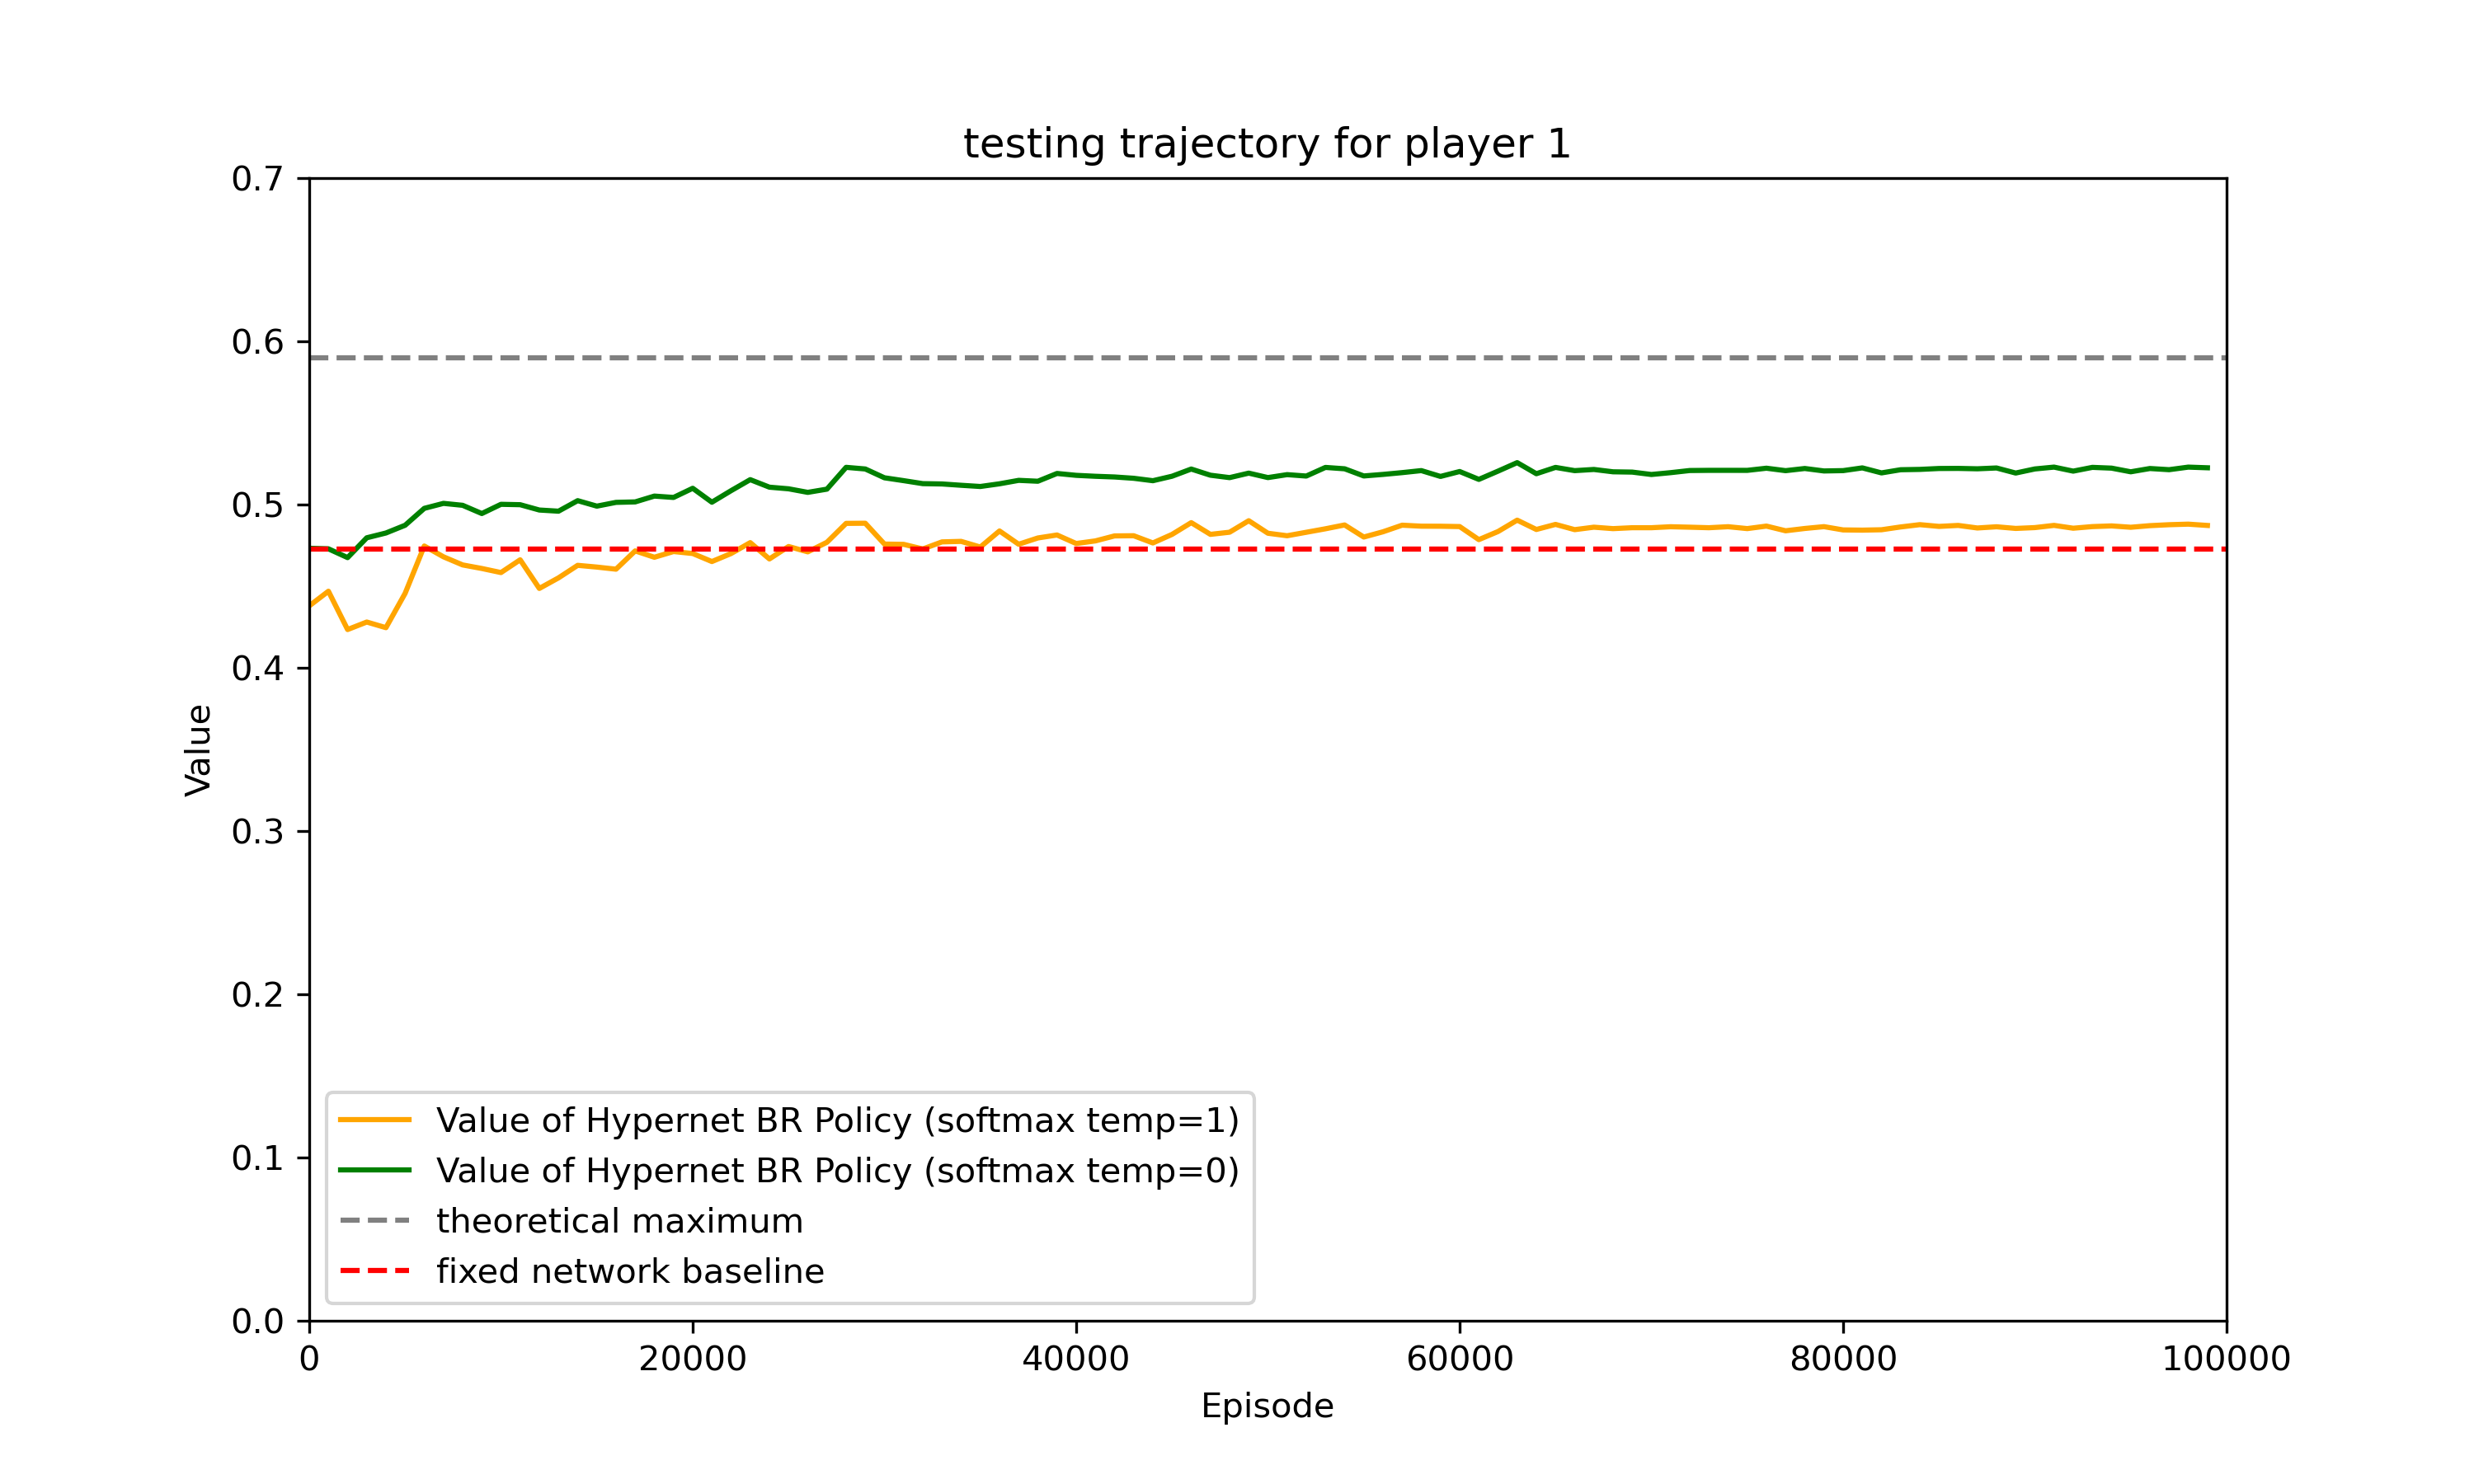 testing trajectory for player 1
0.7
0.6
0.5
0.4
0.3
0.2
0.1
0.0
Value
Value of Hypernet BR Policy (softmax temp=1)
Value of Hypernet BR Policy (softmax temp=0)
theoretical maximum
fixed network baseline
0 20000 40000 60000 80000 100000
Episode